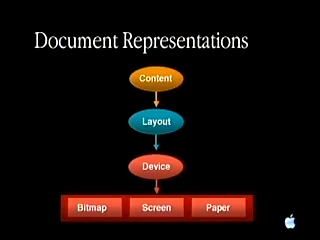 Document Representations
Content
Layout
Device
Bitmap Screen Paper